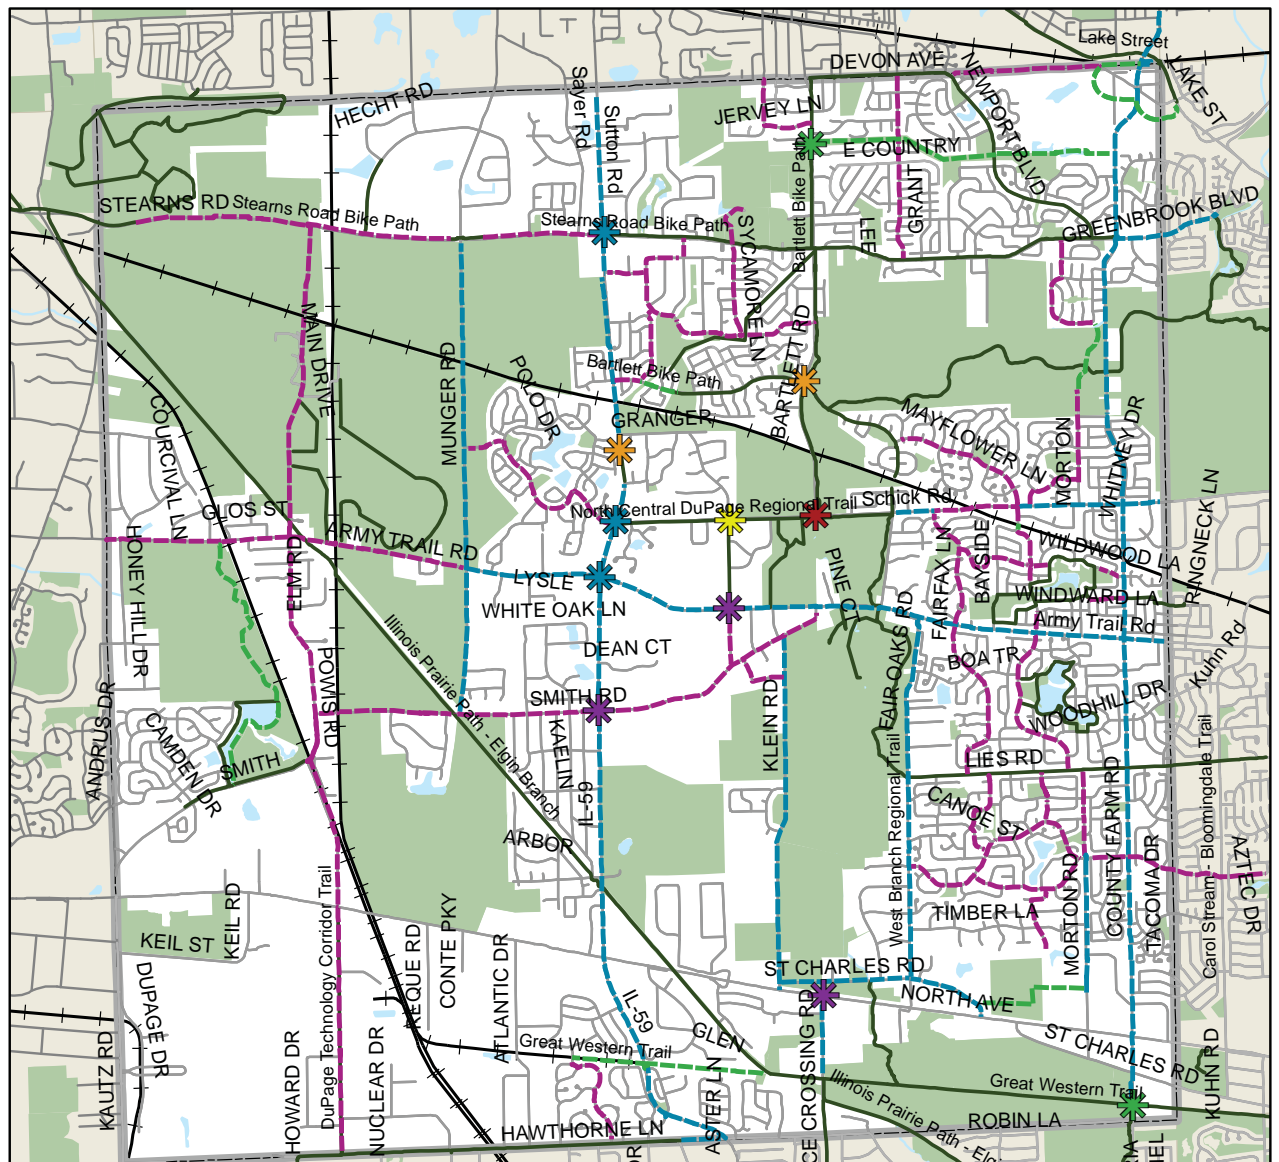 Lake Street
DEVON AVE
LAKE ST
NEWPORT BLVD
HECHT RD
Sayer Rd
Sutton Rd
JERVEY LN
E COUNTRY
Bartlett Bike Path
GRANT
LEE
STEARNS RD
Stearns Road Bike Path
Stearns Road Bike Path
SYCAMORE LN
GREENBROOK BLVD
MAIN DRIVE
MUNGER RD
POLO DR
Bartlett Bike Path
BARTLETT RD
GRANGER
COURCIVAL LN
MAYFLOWER LN
MORTON
WHITNEY DR
GLOS ST
ARMY TRAIL RD
North Central DuPage Regional Trail
Schick Rd
RINGNECK LN
HONEY HILL DR
ELM RD
LYSLE
WHITE OAK LN
PINE CT
FAIRFAX LN
BAYSIDE
WILDWOOD LA
WINDWARD LA
Army Trail Rd
Kuhn Rd
DEAN CT
Illinois Prairie Path - Elgin Branch
FAIR OAKS RD
BOA TR
WOODHILL DR
SMITH RD
POWIS RD
ANDRUS DR
CAMDEN DR
SMITH
KAELIN
KLEIN RD
LIES RD
IL-59
ARBOR
CANOE ST
West Branch Regional Trail
COUNTY FARM RD
TACOMA DR
Carol Stream - Bloomingdale Trail
AZTEC DR
KEIL ST
KEIL RD
DuPage Technology Corridor Trail
CONTE PKY
ATLANTIC DR
TIMBER LA
MORTON RD
ST CHARLES RD
NORTH AVE
DUPAGE DR
IL-59
GLEN
Great Western Trail
ST CHARLES RD
KAUTZ RD
HOWARD DR
NUCLEAR DR
ASTER LN
Illinois Prairie Path - Elgi
Great Western Trail
KUHN RD
HAWTHORNE LN
ROBIN LA
CE CROSSING RD
DR
IEL